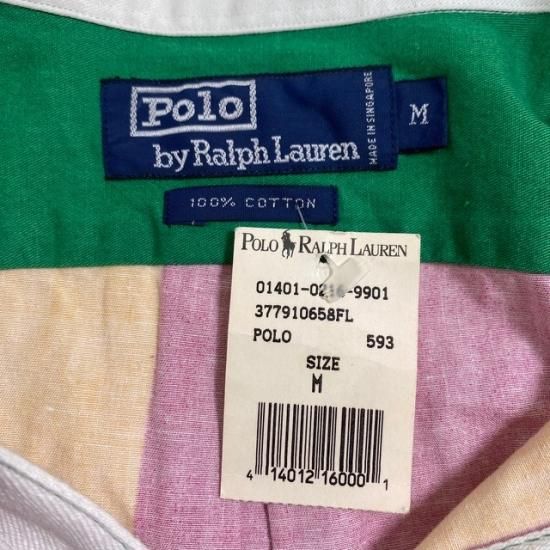 Polo
by Ralph Lauren
MADE IN SINGAPORE
M
100% COTTON
POLO RALPH LAUREN
377910658FL
POLO 593
SIZE
M
4 14012 16000 1